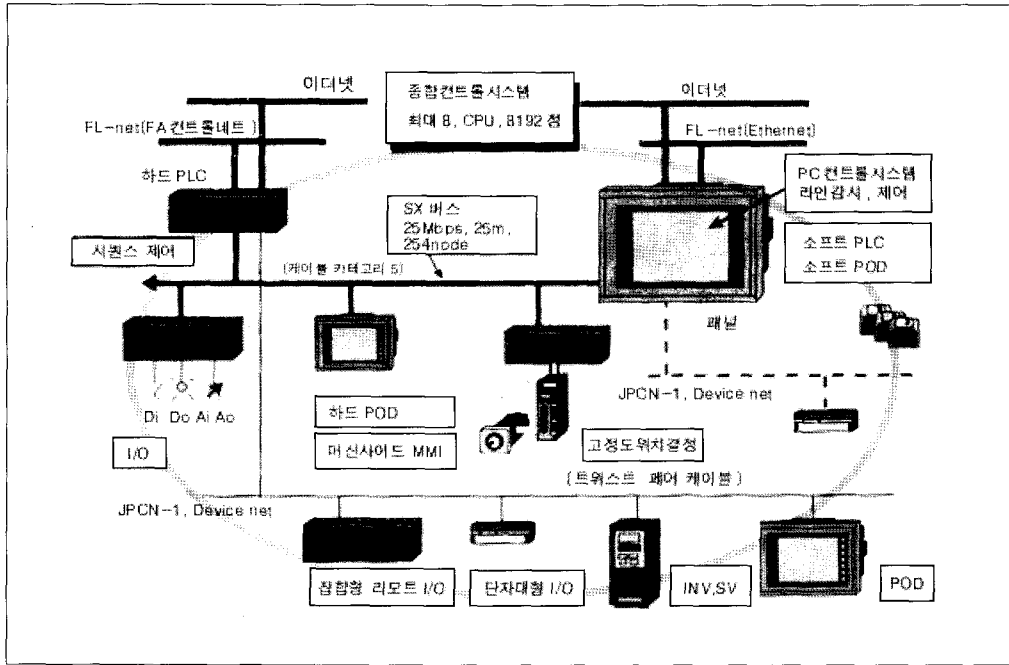 이더넷
종합컨트롤시스템
최대 8, CPU, 8192 점
이더넷
FL-net(FA 컨트롤네트)
FL-net(Ethernet)
하드 PLC
PC 컨트롤시스템
라인감시, 제어
SX 버스
25Mbps, 25m,
254node
시퀀스 제어
소프트 PLC
소프트 POD
(케이블 카테고리 5)
패널
Di Do Ai Ao
하드 POD
JPCN-1, Device net
I/O
머신사이드 MMI
고정도위치결정
(트위스트 페어 케이블)
JPCN-1, Device net
집합형 리모트 I/O
단자대형 I/O
INV,SV
POD